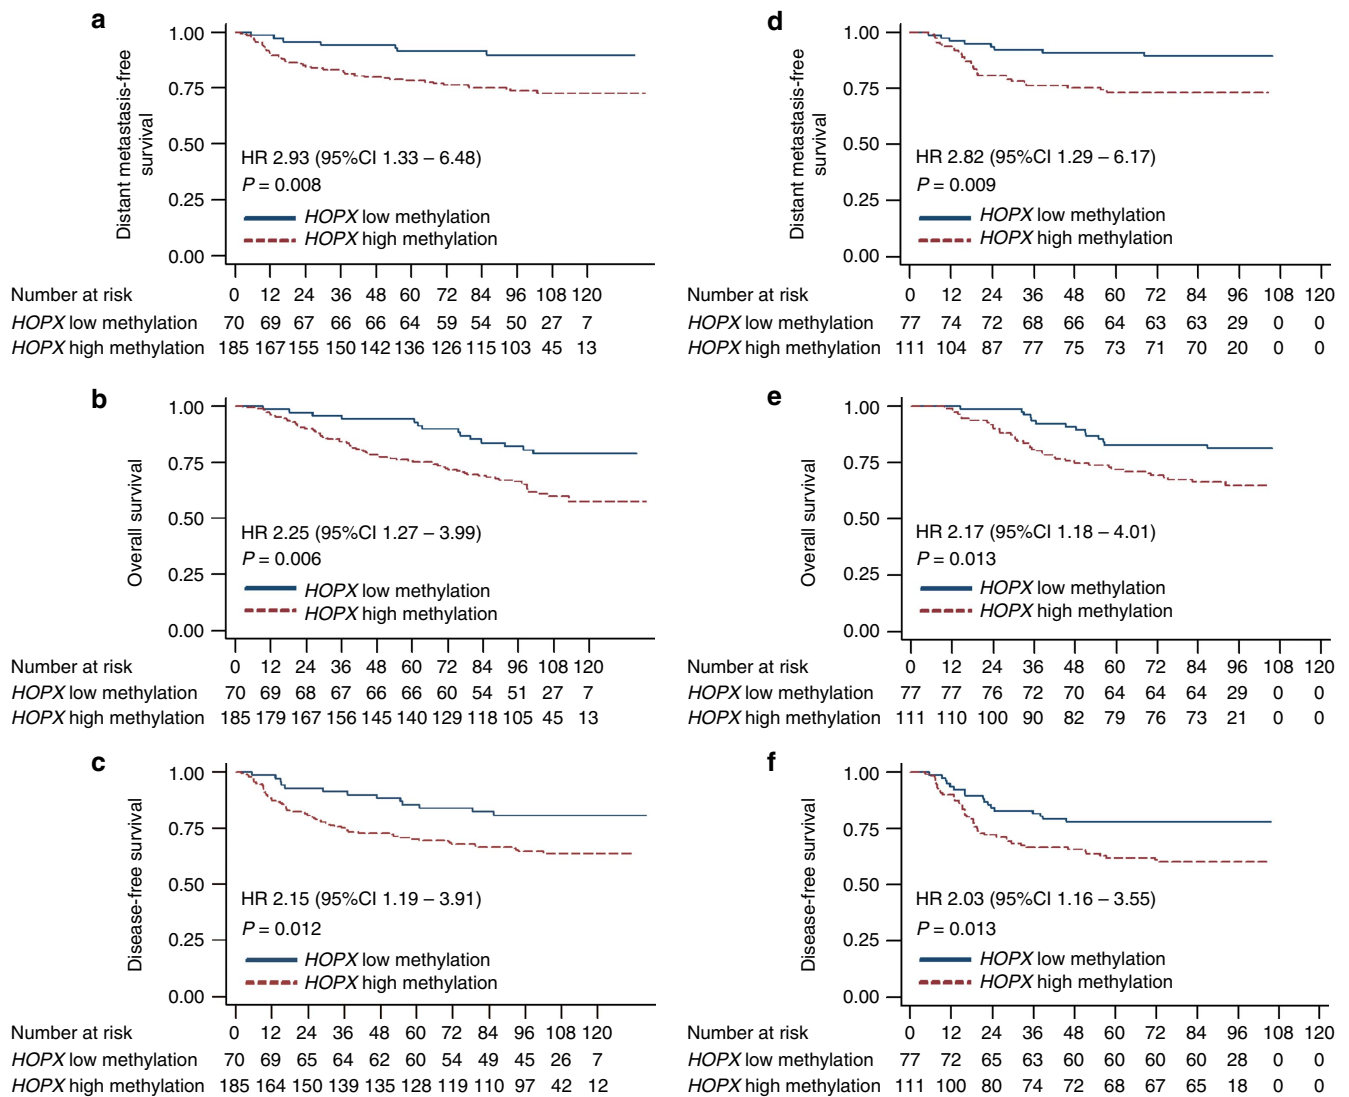 a
1.00
0.75
0.50
0.25
0.00
Distant metastasis-free
survival
HR 2.93 (95%CI 1.33 – 6.48)
P = 0.008
HOPX low methylation
HOPX high methylation
Number at risk 0 12 24 36 48 60 72 84 96 108 120
HOPX low methylation 70 69 67 66 66 64 59 54 50 27 7
HOPX high methylation 185 167 155 150 142 136 126 115 103 45 13
b
1.00
0.75
0.50
0.25
0.00
Overall survival
HR 2.25 (95%CI 1.27 – 3.99)
P = 0.006
HOPX low methylation
HOPX high methylation
Number at risk 0 12 24 36 48 60 72 84 96 108 120
HOPX low methylation 70 69 68 67 66 66 60 54 51 27 7
HOPX high methylation 185 179 167 156 145 140 129 118 105 45 13
c
1.00
0.75
0.50
0.25
0.00
Disease-free survival
HR 2.15 (95%CI 1.19 – 3.91)
P = 0.012
HOPX low methylation
HOPX high methylation
Number at risk 0 12 24 36 48 60 72 84 96 108 120
HOPX low methylation 70 69 65 64 62 60 54 49 45 26 7
HOPX high methylation 185 164 150 139 135 128 119 110 97 42 12
d
1.00
0.75
0.50
0.25
0.00
Distant metastasis-free
survival
HR 2.82 (95%CI 1.29 – 6.17)
P = 0.009
HOPX low methylation
HOPX high methylation
Number at risk 0 12 24 36 48 60 72 84 96 108 120
HOPX low methylation 77 74 72 68 66 64 63 63 29 0 0
HOPX high methylation 111 104 87 77 75 73 71 70 20 0 0
e
1.00
0.75
0.50
0.25
0.00
Overall survival
HR 2.17 (95%CI 1.18 – 4.01)
P = 0.013
HOPX low methylation
HOPX high methylation
Number at risk 0 12 24 36 48 60 72 84 96 108 120
HOPX low methylation 77 77 76 72 70 64 64 64 29 0 0
HOPX high methylation 111 110 100 90 82 79 76 73 21 0 0
f
1.00
0.75
0.50
0.25
0.00
Disease-free survival
HR 2.03 (95%CI 1.16 – 3.55)
P = 0.013
HOPX low methylation
HOPX high methylation
Number at risk 0 12 24 36 48 60 72 84 96 108 120
HOPX low methylation 77 72 65 63 60 60 60 60 28 0 0
HOPX high methylation 111 100 80 74 72 68 67 65 18 0 0